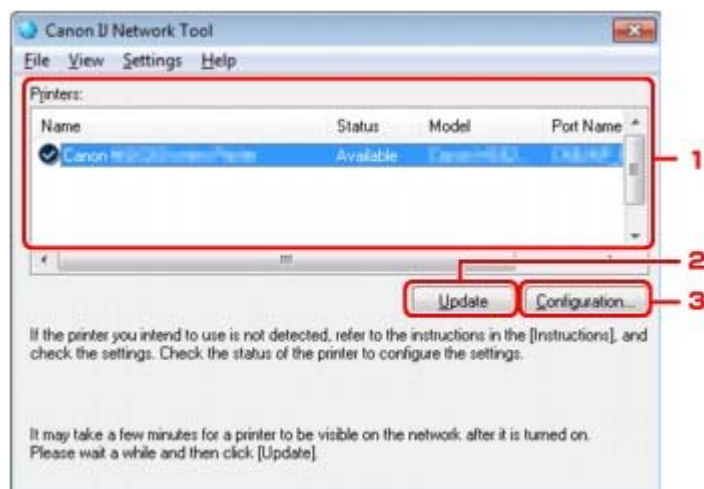 Canon IJ Network Tool
File View Settings Help
Printers:
Name Status Model Port Name
Canon Available
1
2
Update Configuration... 3
If the printer you intend to use is not detected, refer to the instructions in the [Instructions], and
check the settings. Check the status of the printer to configure the settings.
It may take a few minutes for a printer to be visible on the network after it is turned on.
Please wait a while and then click [Update].